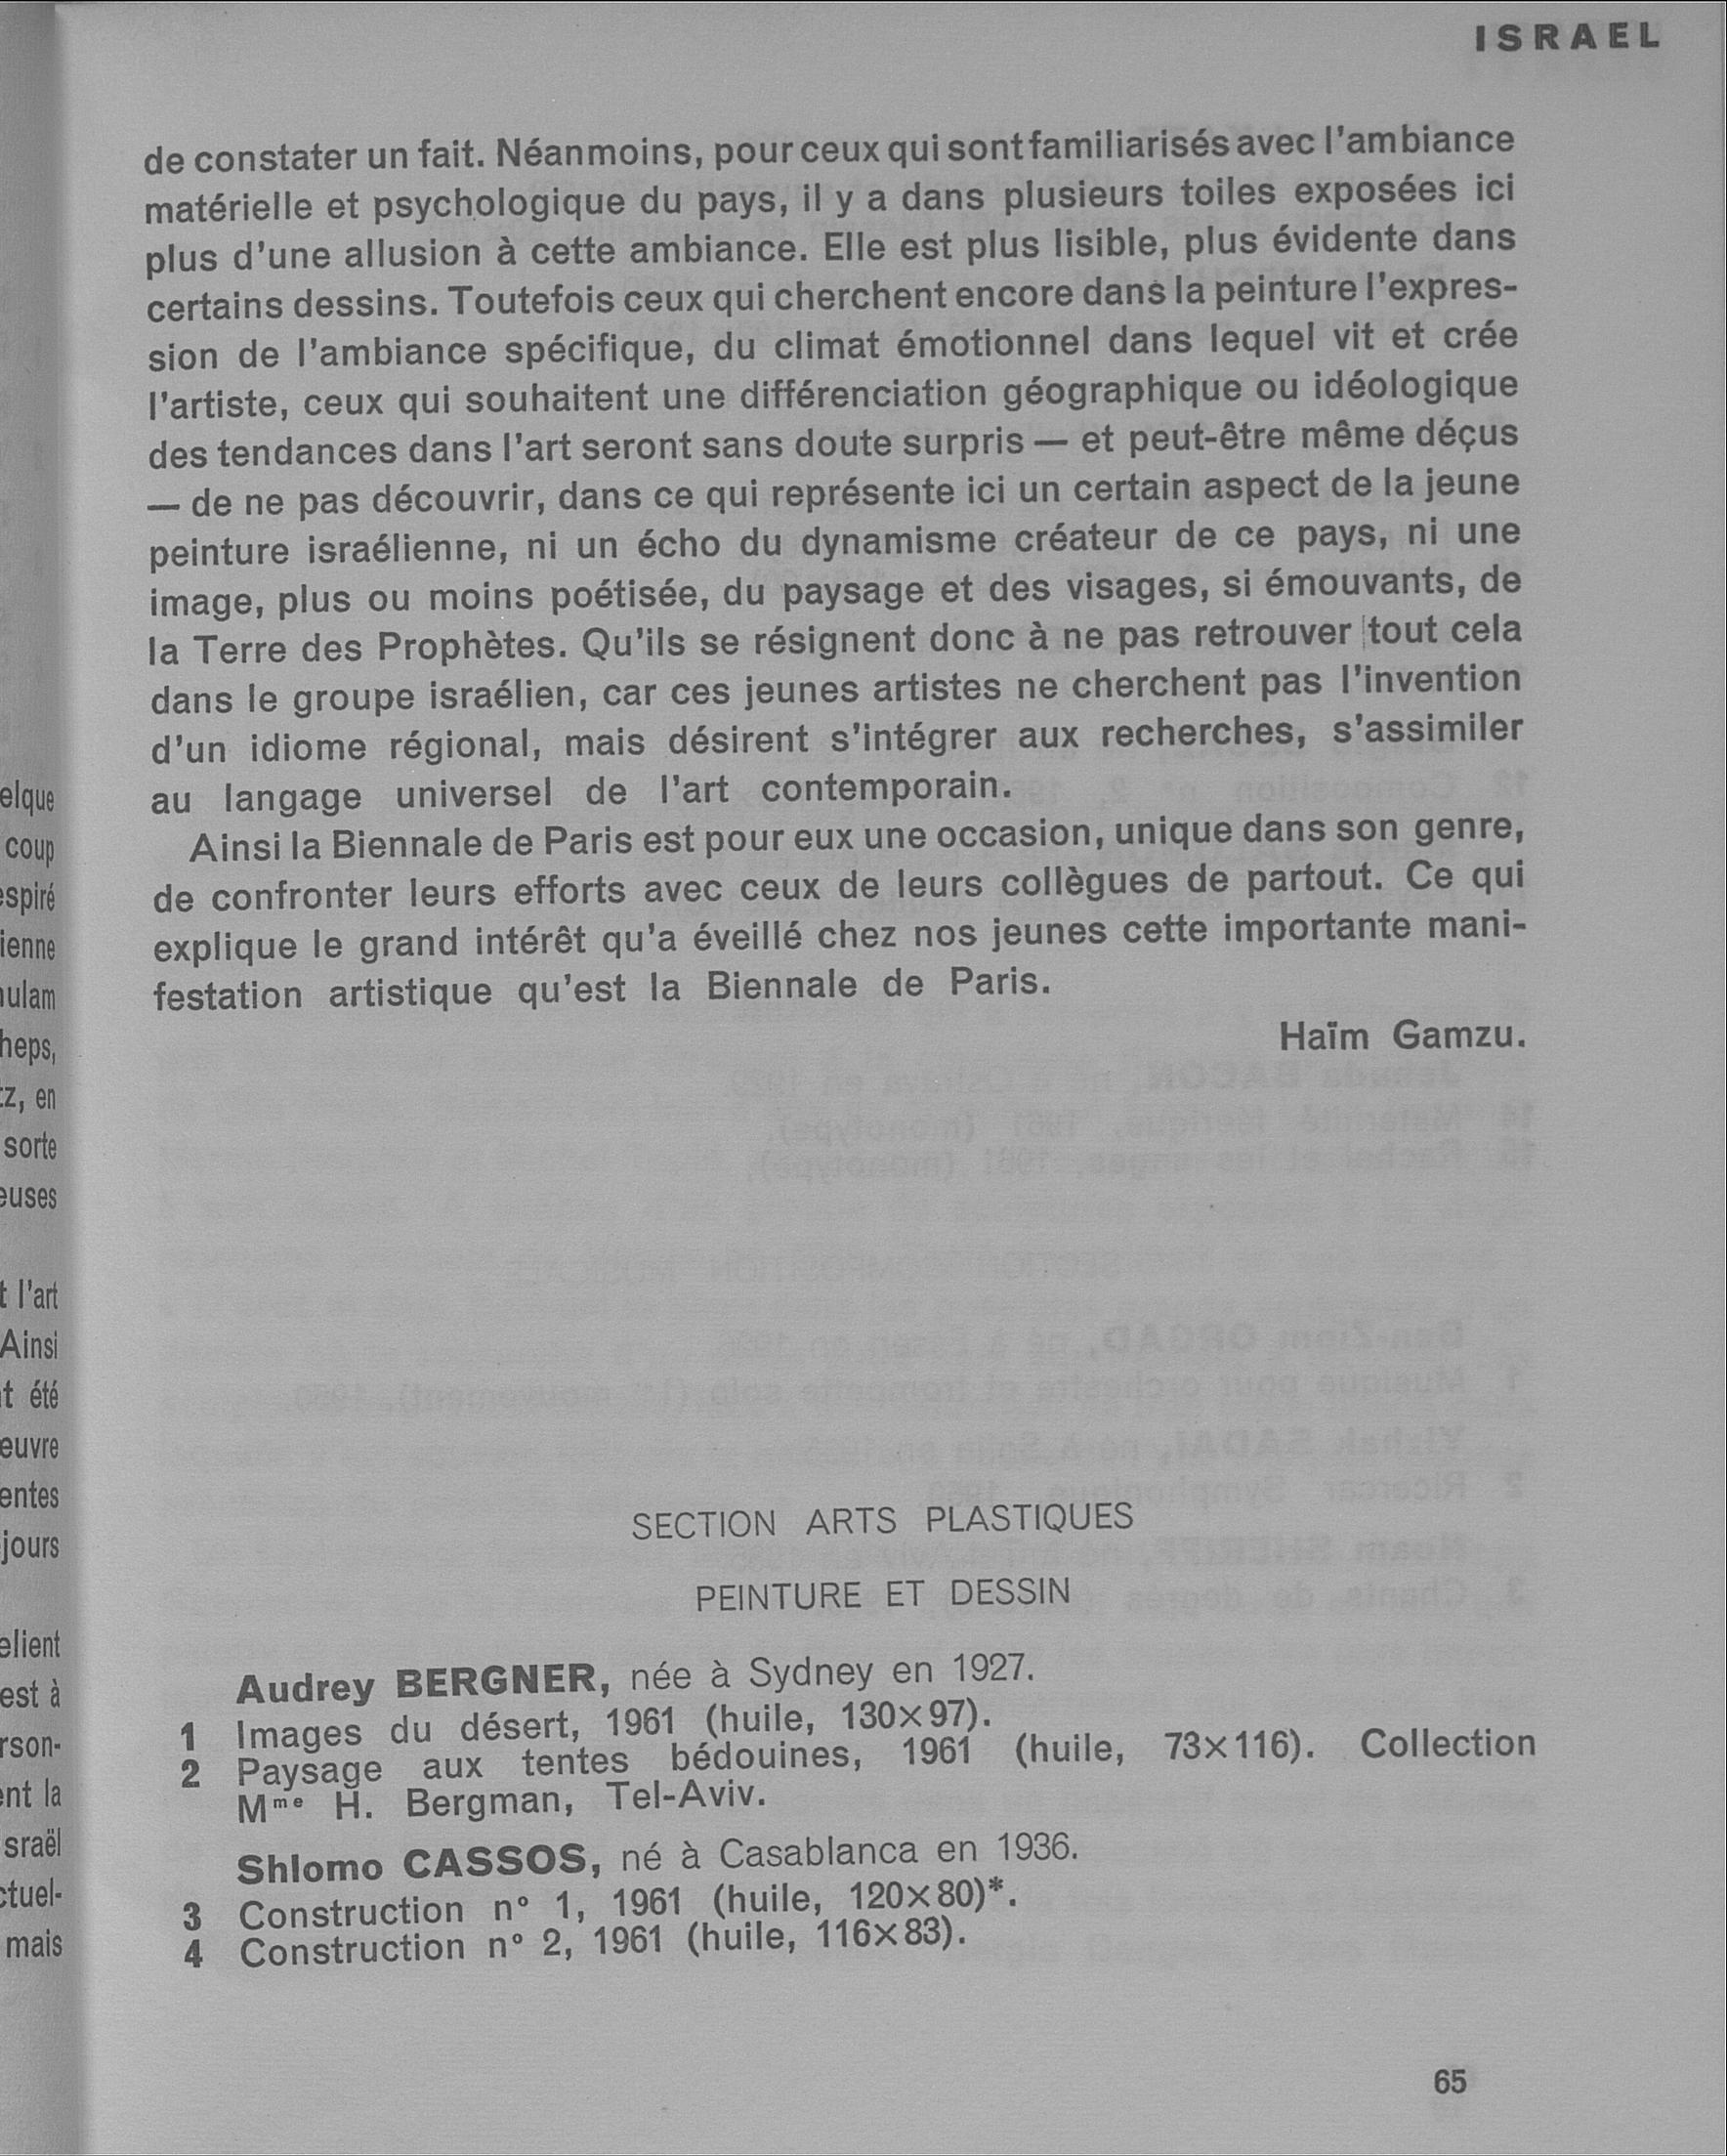 ISRAEL
de constater un fait. Néanmoins, pour ceux qui sont familiarisés avec l'ambiance
matérielle et psychologique du pays, il y a dans plusieurs toiles exposées ici
plus d'une allusion à cette ambiance. Elle est plus lisible, plus évidente dans
certains dessins. Toutefois ceux qui cherchent encore dans la peinture l'expres-
sion de l'ambiance spécifique, du climat émotionnel dans lequel vit et crée
l'artiste, ceux qui souhaitent une différenciation géographique ou idéologique
des tendances dans l'art seront sans doute surpris — et peut-être même déçus
— de ne pas découvrir, dans ce qui représente ici un certain aspect de la jeune
peinture israélienne, ni un écho du dynamisme créateur de ce pays, ni une
image, plus ou moins poétisée, du paysage et des visages, si émouvants, de
la Terre des Prophètes. Qu'ils se résignent donc à ne pas retrouver tout cela
dans le groupe israélien, car ces jeunes artistes ne cherchent pas l'invention
d'un idiome régional, mais désirent s'intégrer aux recherches, s'assimiler
au langage universel de l'art contemporain.
Ainsi la Biennale de Paris est pour eux une occasion, unique dans son genre,
de confronter leurs efforts avec ceux de leurs collègues de partout. Ce qui
explique le grand intérêt qu'a éveillé chez nos jeunes cette importante mani-
festation artistique qu'est la Biennale de Paris.
Haïm Gamzu.
SECTION ARTS PLASTIQUES
PEINTURE ET DESSIN
Audrey BERGNER, née à Sydney en 1927.
1 Images du désert, 1961 (huile, 130×97).
2 Paysage aux tentes bédouines, 1961 (huile, 73×116). Collection
Mme H. Bergman, Tel-Aviv.
Shlomo CASSOS, né à Casablanca en 1936.
3 Construction n° 1, 1961 (huile, 120×80)*.
4 Construction n° 2, 1961 (huile, 116×83).
65